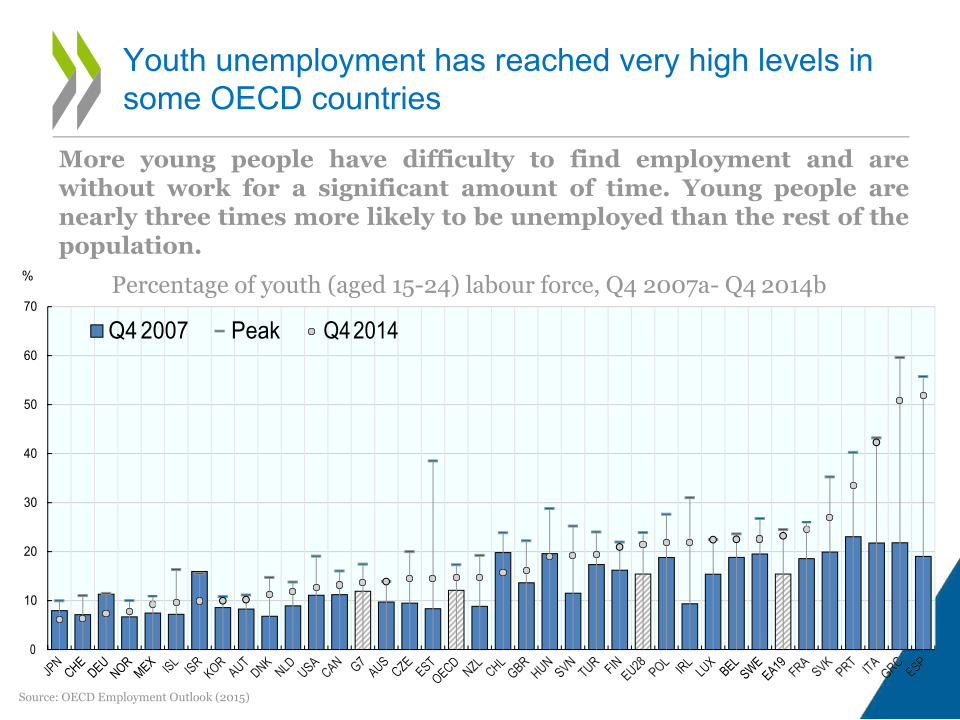 Youth unemployment has reached very high levels in
some OECD countries
More young people have difficulty to find employment and are
without work for a significant amount of time. Young people are
nearly three times more likely to be unemployed than the rest of the
population.
%
Percentage of youth (aged 15-24) labour force, Q4 2007a- Q4 2014b
70
Q4 2007 Peak Q4 2014
60
50
40
30
20
10
0
JPN CHE DEU NOR MEX ISL ISR KOR AUT DNK NLD USA CAN G7 AUS CZE EST OECD NZL CHL GBR HUN SVN TUR FIN EU28 POL IRL LUX BEL SWE EA19 FRA SVK PRT ITA GRC ESP
Source: OECD Employment Outlook (2015)